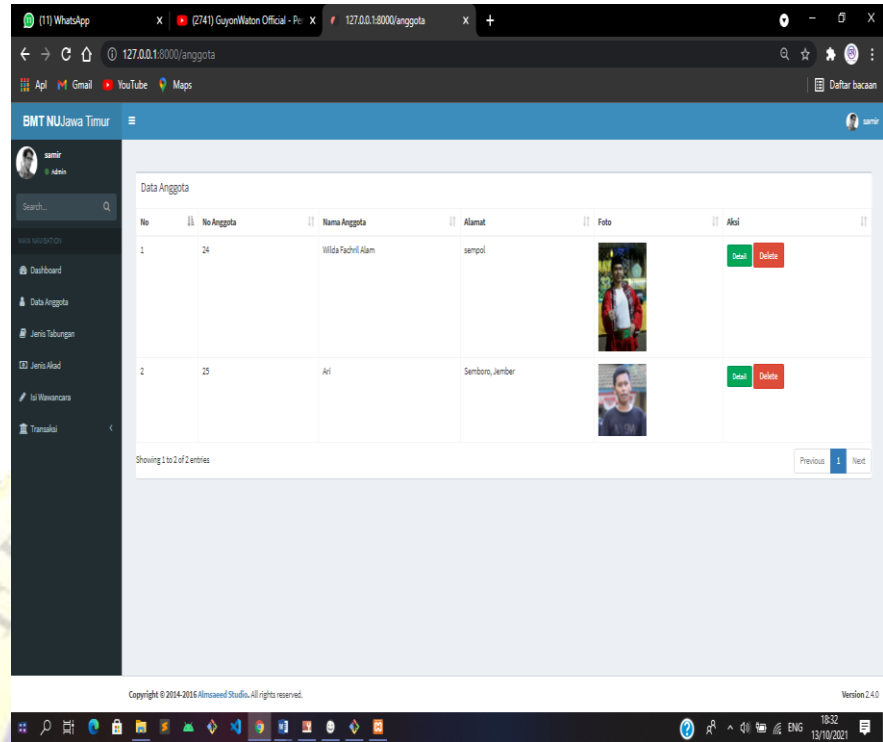 (11) WhatsApp X (2741) GuyonWaton Official - Pe X 127.0.0.1:8000/anggota X +
127.0.0.1:8000/anggota
Apl Gmail YouTube Maps Daftar bacaan
BMT NUJawa Timur samir
samir
Admin
Search...
MAIN NAVIGATION
Dashboard
Data Anggota
Jenis Tabungan
Jenis Akad
Isi Wawancara
Transaksi
Data Anggota
No No Anggota Nama Anggota Alamat Foto Aksi
1 24 Wilda Fachril Alam sempol Detail Delete
2 25 Ari Semboro, Jember Detail Delete
Showing 1 to 2 of 2 entries Previous 1 Next
Copyright © 2014-2016 Almsaeed Studio. All rights reserved. Version 2.4.0
ENG 18:32
13/10/2021